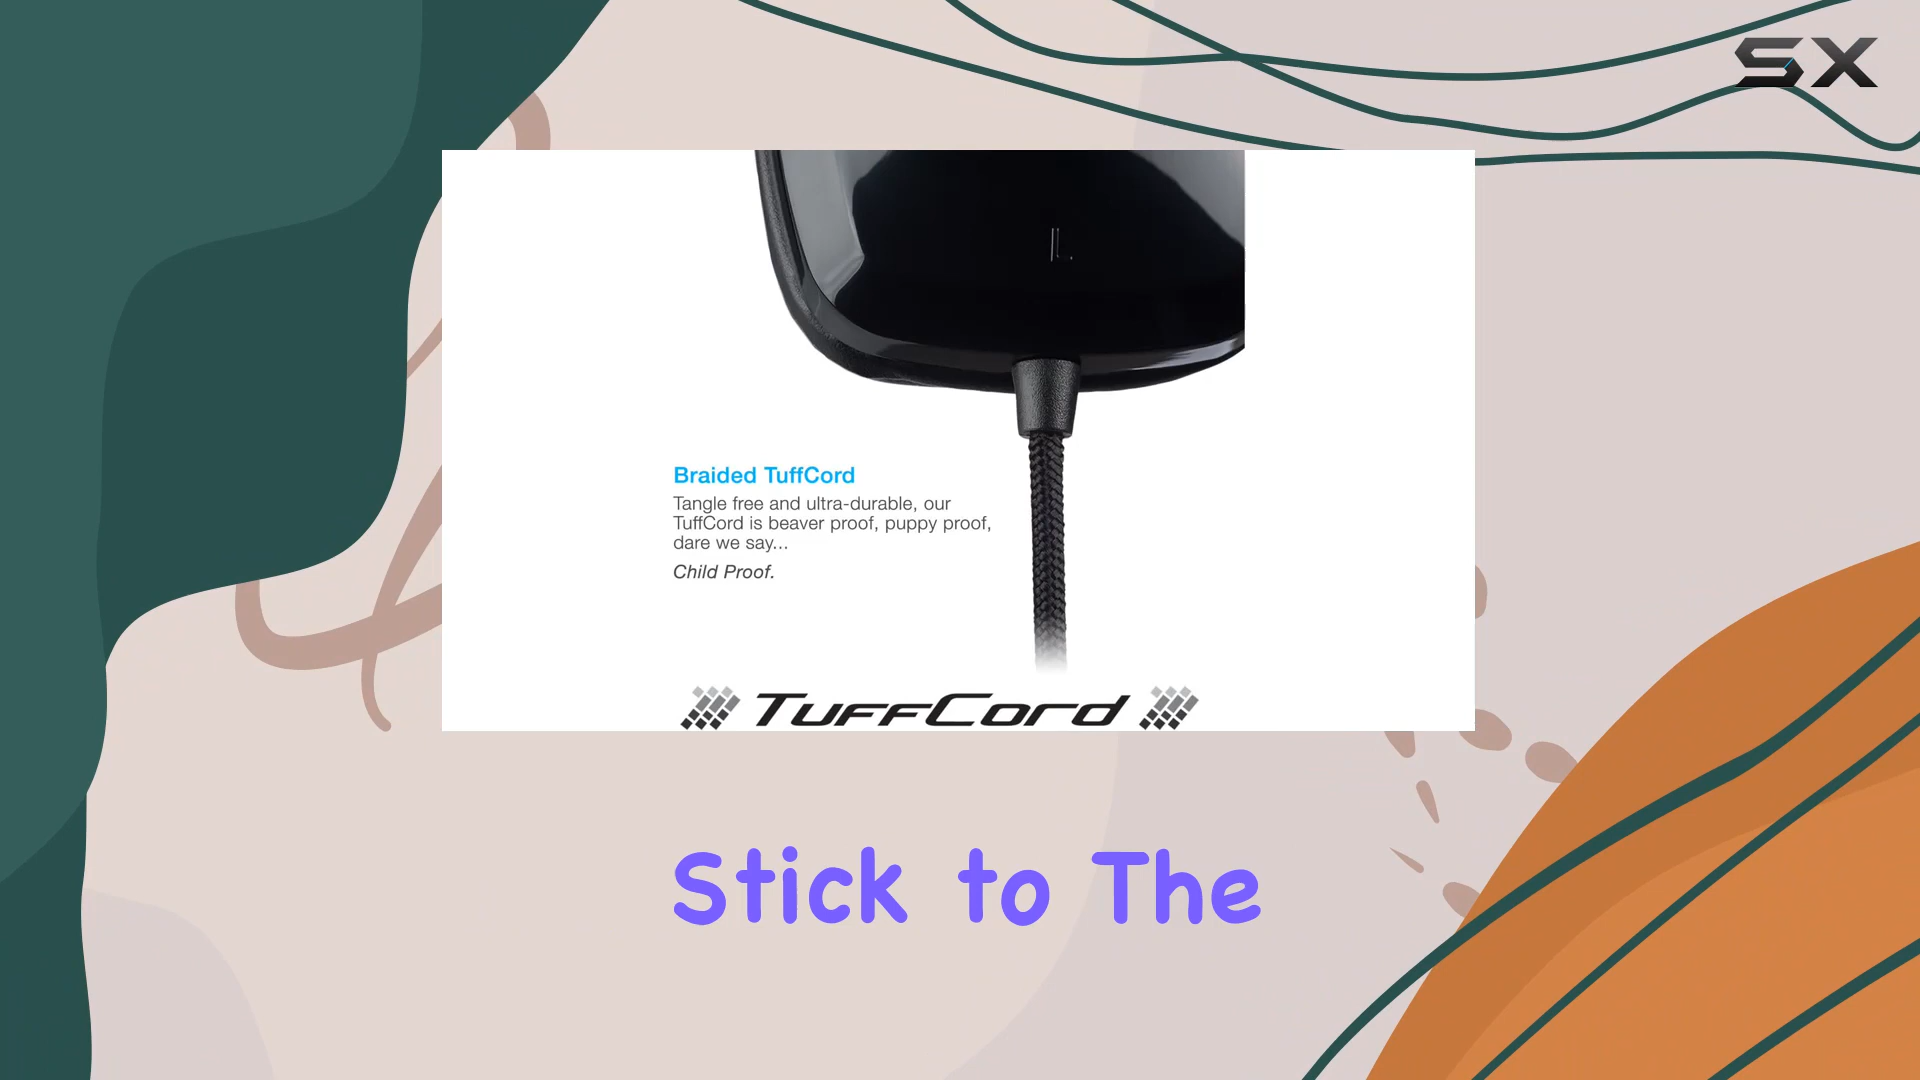 SX
L
Braided TuffCord
Tangle free and ultra-durable, our
TuffCord is beaver proof, puppy proof,
dare we say...
Child Proof.
TuffCord
Stick to The